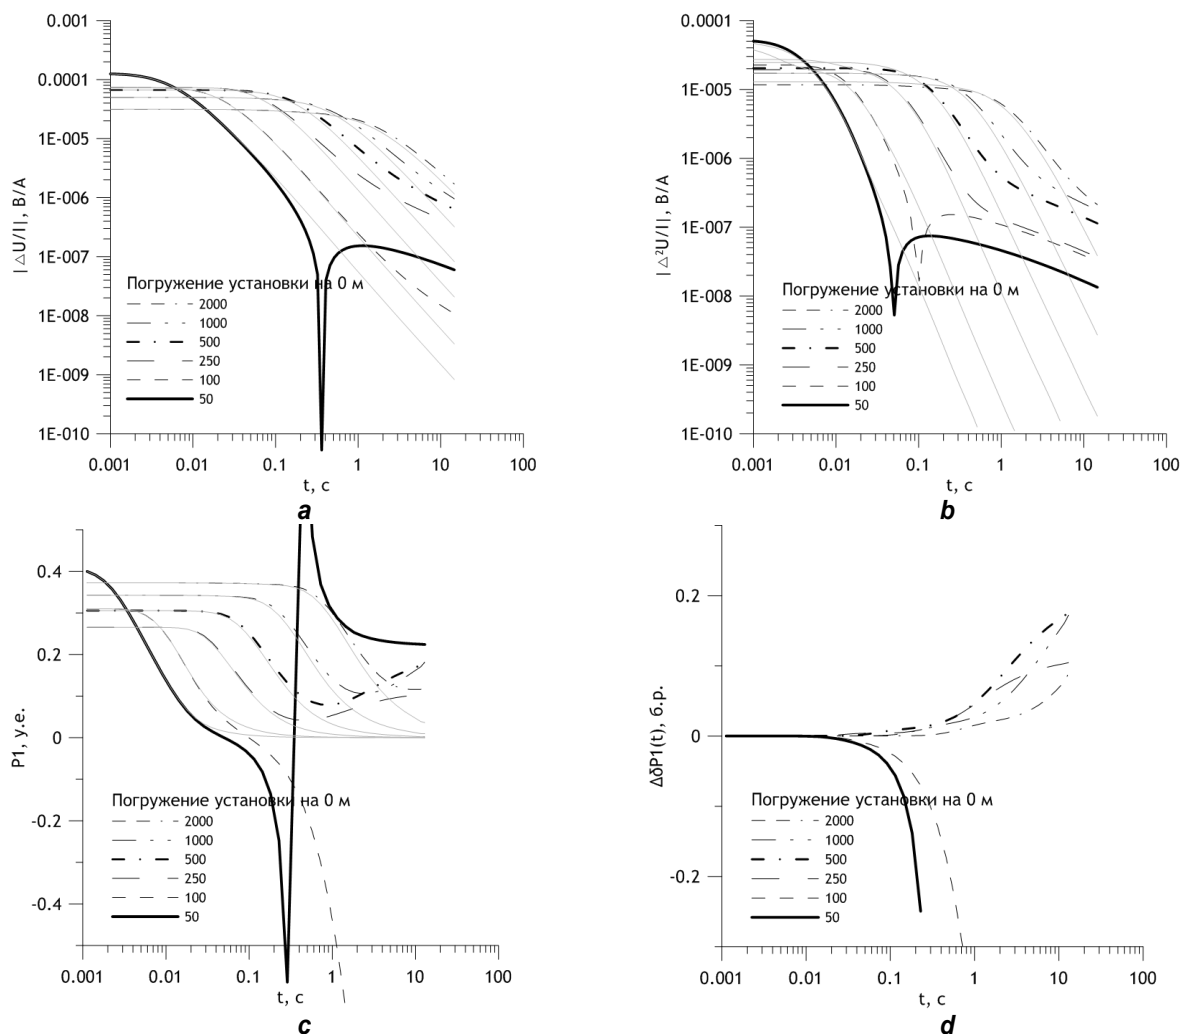 0.001
0.0001
1E-005
1E-006
1E-007
1E-008
1E-009
1E-010
|△U/I|, В/А
Погружение установки на 0 м
2000
1000
500
250
100
50
0.001 0.01 0.1 1 10 100
t, с
a
0.0001
1E-005
1E-006
1E-007
1E-008
1E-009
1E-010
|△²U/I|, В/А
Погружение установки на 0 м
2000
1000
500
250
100
50
0.001 0.01 0.1 1 10 100
t, с
b
0.4
0.2
0
-0.2
-0.4
P1, у.е.
Погружение установки на 0 м
2000
1000
500
250
100
50
0.001 0.01 0.1 1 10 100
t, с
c
0.2
0
-0.2
ΔδP1(t), б.р.
Погружение установки на 0 м
2000
1000
500
250
100
50
0.001 0.01 0.1 1 10 100
t, с
d